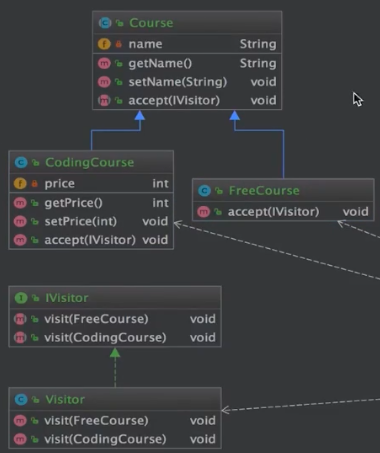 Course
name String
getName() String
setName(String) void
accept(IVisitor) void
CodingCourse
price int
getPrice() int
setPrice(int) void
accept(IVisitor) void
FreeCourse
accept(IVisitor) void
IVisitor
visit(FreeCourse) void
visit(CodingCourse) void
Visitor
visit(FreeCourse) void
visit(CodingCourse) void